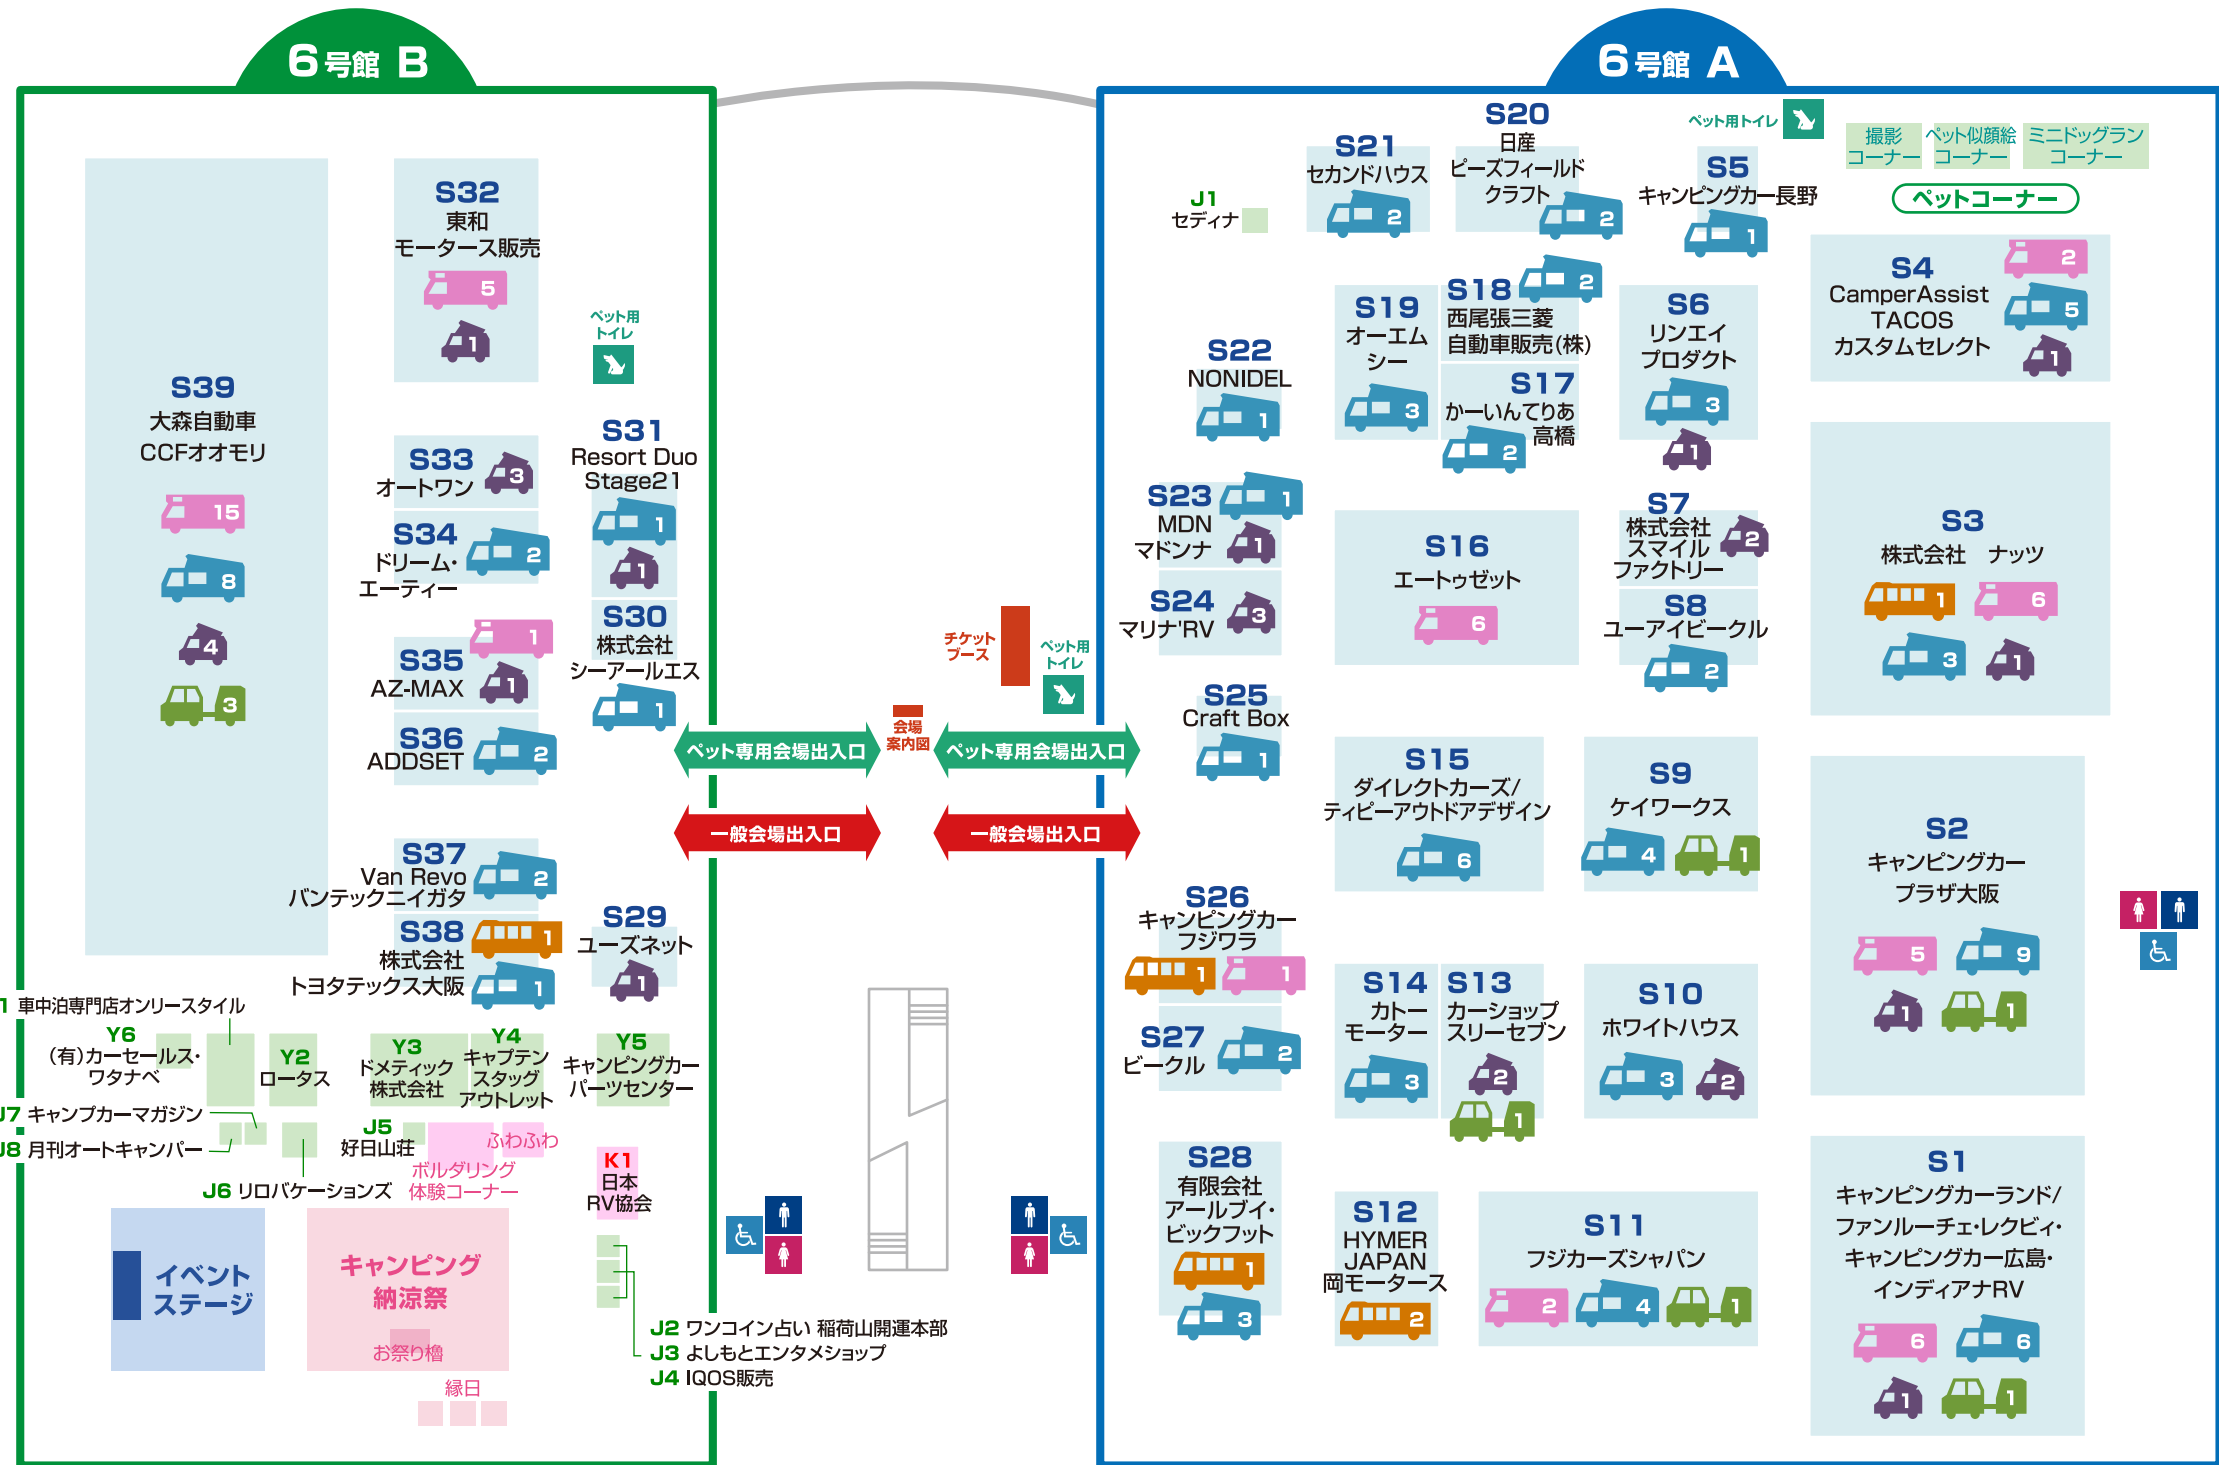 6号館 B
S39
大森自動車
CCFオオモリ
15
8
4
3
S32
東和
モータース販売
5
1
ペット用
トイレ
S33
オートワン
3
S34
ドリーム・
エーティー
2
S35
AZ-MAX
1
1
S36
ADDSET
2
S31
Resort Duo
Stage21
1
1
S30
株式会社
シーアールエス
1
S37
Van Revo
バンテックニイガタ
2
S38
株式会社
トヨタテックス大阪
1
1
S29
ユーズネット
1
1 車中泊専門店オンリースタイル
Y6
(有)カーセールス・
ワタナベ
Y2
ロータス
Y3
ドメティック
株式会社
Y4
キャプテン
スタッグ
アウトレット
Y5
キャンピングカー
パーツセンター
J7 キャンプカーマガジン
J8 月刊オートキャンパー
J6 リロバケーションズ
J5
好日山荘
ボルダリング
体験コーナー
ふわふわ
K1
日本
RV協会
イベント
ステージ
キャンピング
納涼祭
お祭り櫓
縁日
J2 ワンコイン占い 稲荷山開運本部
J3 よしもとエンタメショップ
J4 IQOS販売
ペット専用会場出入口
一般会場出入口
会場
案内図
チケット
ブース
ペット用
トイレ
ペット専用会場出入口
一般会場出入口
6号館 A
J1
セディナ
S21
セカンドハウス
2
S20
日産
ピーズフィールド
クラフト
2
ペット用トイレ
S5
キャンピングカー長野
1
撮影
コーナー
ペット似顔絵
コーナー
ミニドッグラン
コーナー
ペットコーナー
S4
CamperAssist
TACOS
カスタムセレクト
2
5
1
S22
NONIDEL
1
S19
オーエム
シー
3
S18
西尾張三菱
自動車販売(株)
2
S17
かーいんてりあ
高橋
2
S6
リンエイ
プロダクト
3
1
S23
MDN
マドンナ
1
1
S24
マリナ'RV
3
S16
エートゥゼット
6
S7
株式会社
スマイル
ファクトリー
2
S8
ユーアイビークル
2
S3
株式会社 ナッツ
1
6
3
1
S25
Craft Box
1
S15
ダイレクトカーズ/
ティピーアウトドアデザイン
6
S9
ケイワークス
4
1
S2
キャンピングカー
プラザ大阪
5
9
1
1
S26
キャンピングカー
フジワラ
1
1
S27
ビークル
2
S14
カトー
モーター
3
S13
カーショップ
スリーセブン
2
1
S10
ホワイトハウス
3
2
S28
有限会社
アールブイ・
ビックフット
1
3
S12
HYMER
JAPAN
岡モータース
2
S11
フジカーズジャパン
2
4
1
S1
キャンピングカーランド/
ファンルーチェ・レクビィ・
キャンピングカー広島・
インディアナRV
6
6
1
1